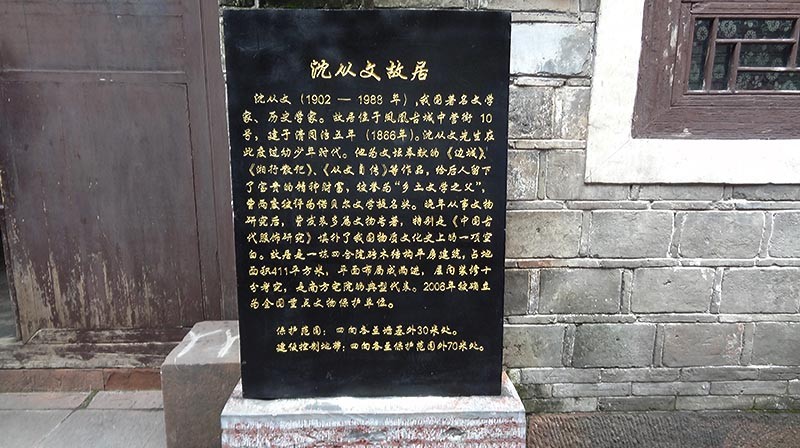 沈从文故居
沈从文（1902 — 1988 年），我国著名文学
家、历史学家。故居位于凤凰古城中营街 10
号，建于清同治五年（1866年）。沈从文先生在
此度过幼少年时代。他为文坛奉献的《边城》、
《湘行散记》、《从文自传》等作品，给后人留下
了宝贵的精神财富，被誉为“乡土文学之父”，
曾两度被评为诺贝尔文学提名奖。晚年从事文物
研究后，曾成果多届文物专著，特别是《中国古
代服饰研究》填补了我国物质文化史上的一项空
白。故居是一栋四合院砖木结构平房建筑，占地
面积411平方米，平面布局成两进，屋内装修十
分考究，是南方宅院的典型代表。2006年被确立
为全国重点文物保护单位。
保护范围：四向各至墙基外30米处。
建设控制地带：四向各至保护范围外70米处。